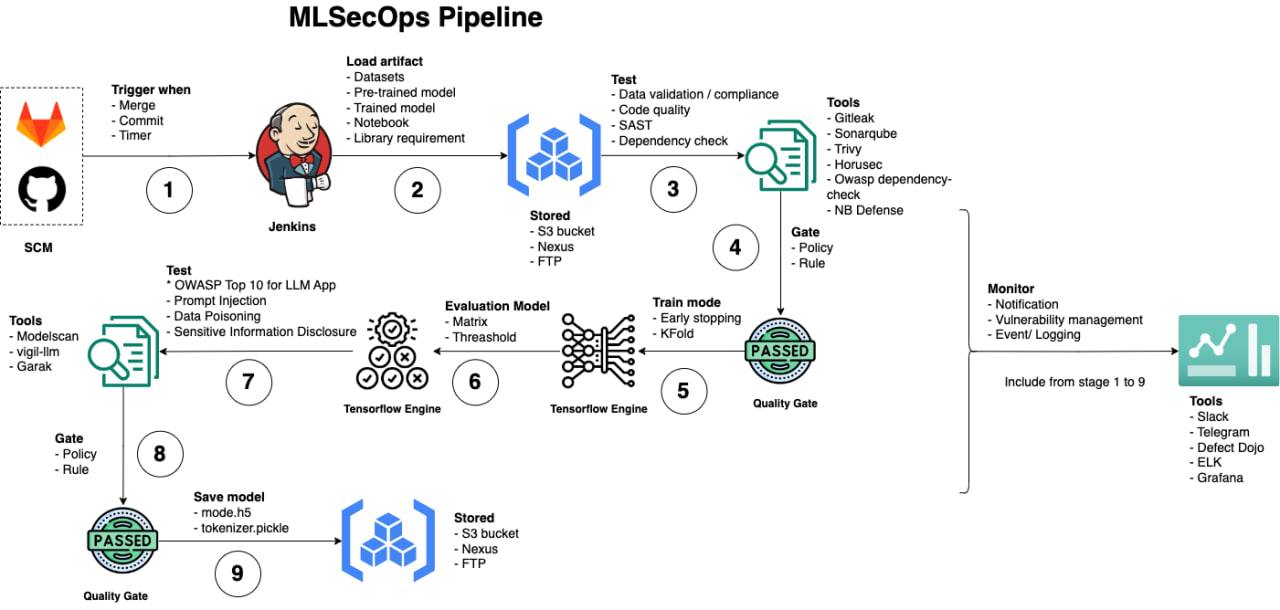 MLSecOps Pipeline
SCM
Trigger when
- Merge
- Commit
- Timer
1
Jenkins
Load artifact
- Datasets
- Pre-trained model
- Trained model
- Notebook
- Library requirement
2
Stored
- S3 bucket
- Nexus
- FTP
Test
- Data validation / compliance
- Code quality
- SAST
- Dependency check
3
Tools
- Gitleak
- Sonarqube
- Trivy
- Horusec
- Owasp dependency-
check
- NB Defense
4
Gate
- Policy
- Rule
PASSED
Quality Gate
Train mode
- Early stopping
- KFold
5
Tensorflow Engine
Evaluation Model
- Matrix
- Threashold
6
Tensorflow Engine
Test
* OWASP Top 10 for LLM App
- Prompt Injection
- Data Poisoning
- Sensitive Information Disclosure
7
Tools
- Modelscan
- vigil-llm
- Garak
Gate
- Policy
- Rule
8
PASSED
Quality Gate
Save model
- mode.h5
- tokenizer.pickle
9
Stored
- S3 bucket
- Nexus
- FTP
Monitor
- Notification
- Vulnerability management
- Event/ Logging
Include from stage 1 to 9
Tools
- Slack
- Telegram
- Defect Dojo
- ELK
- Grafana